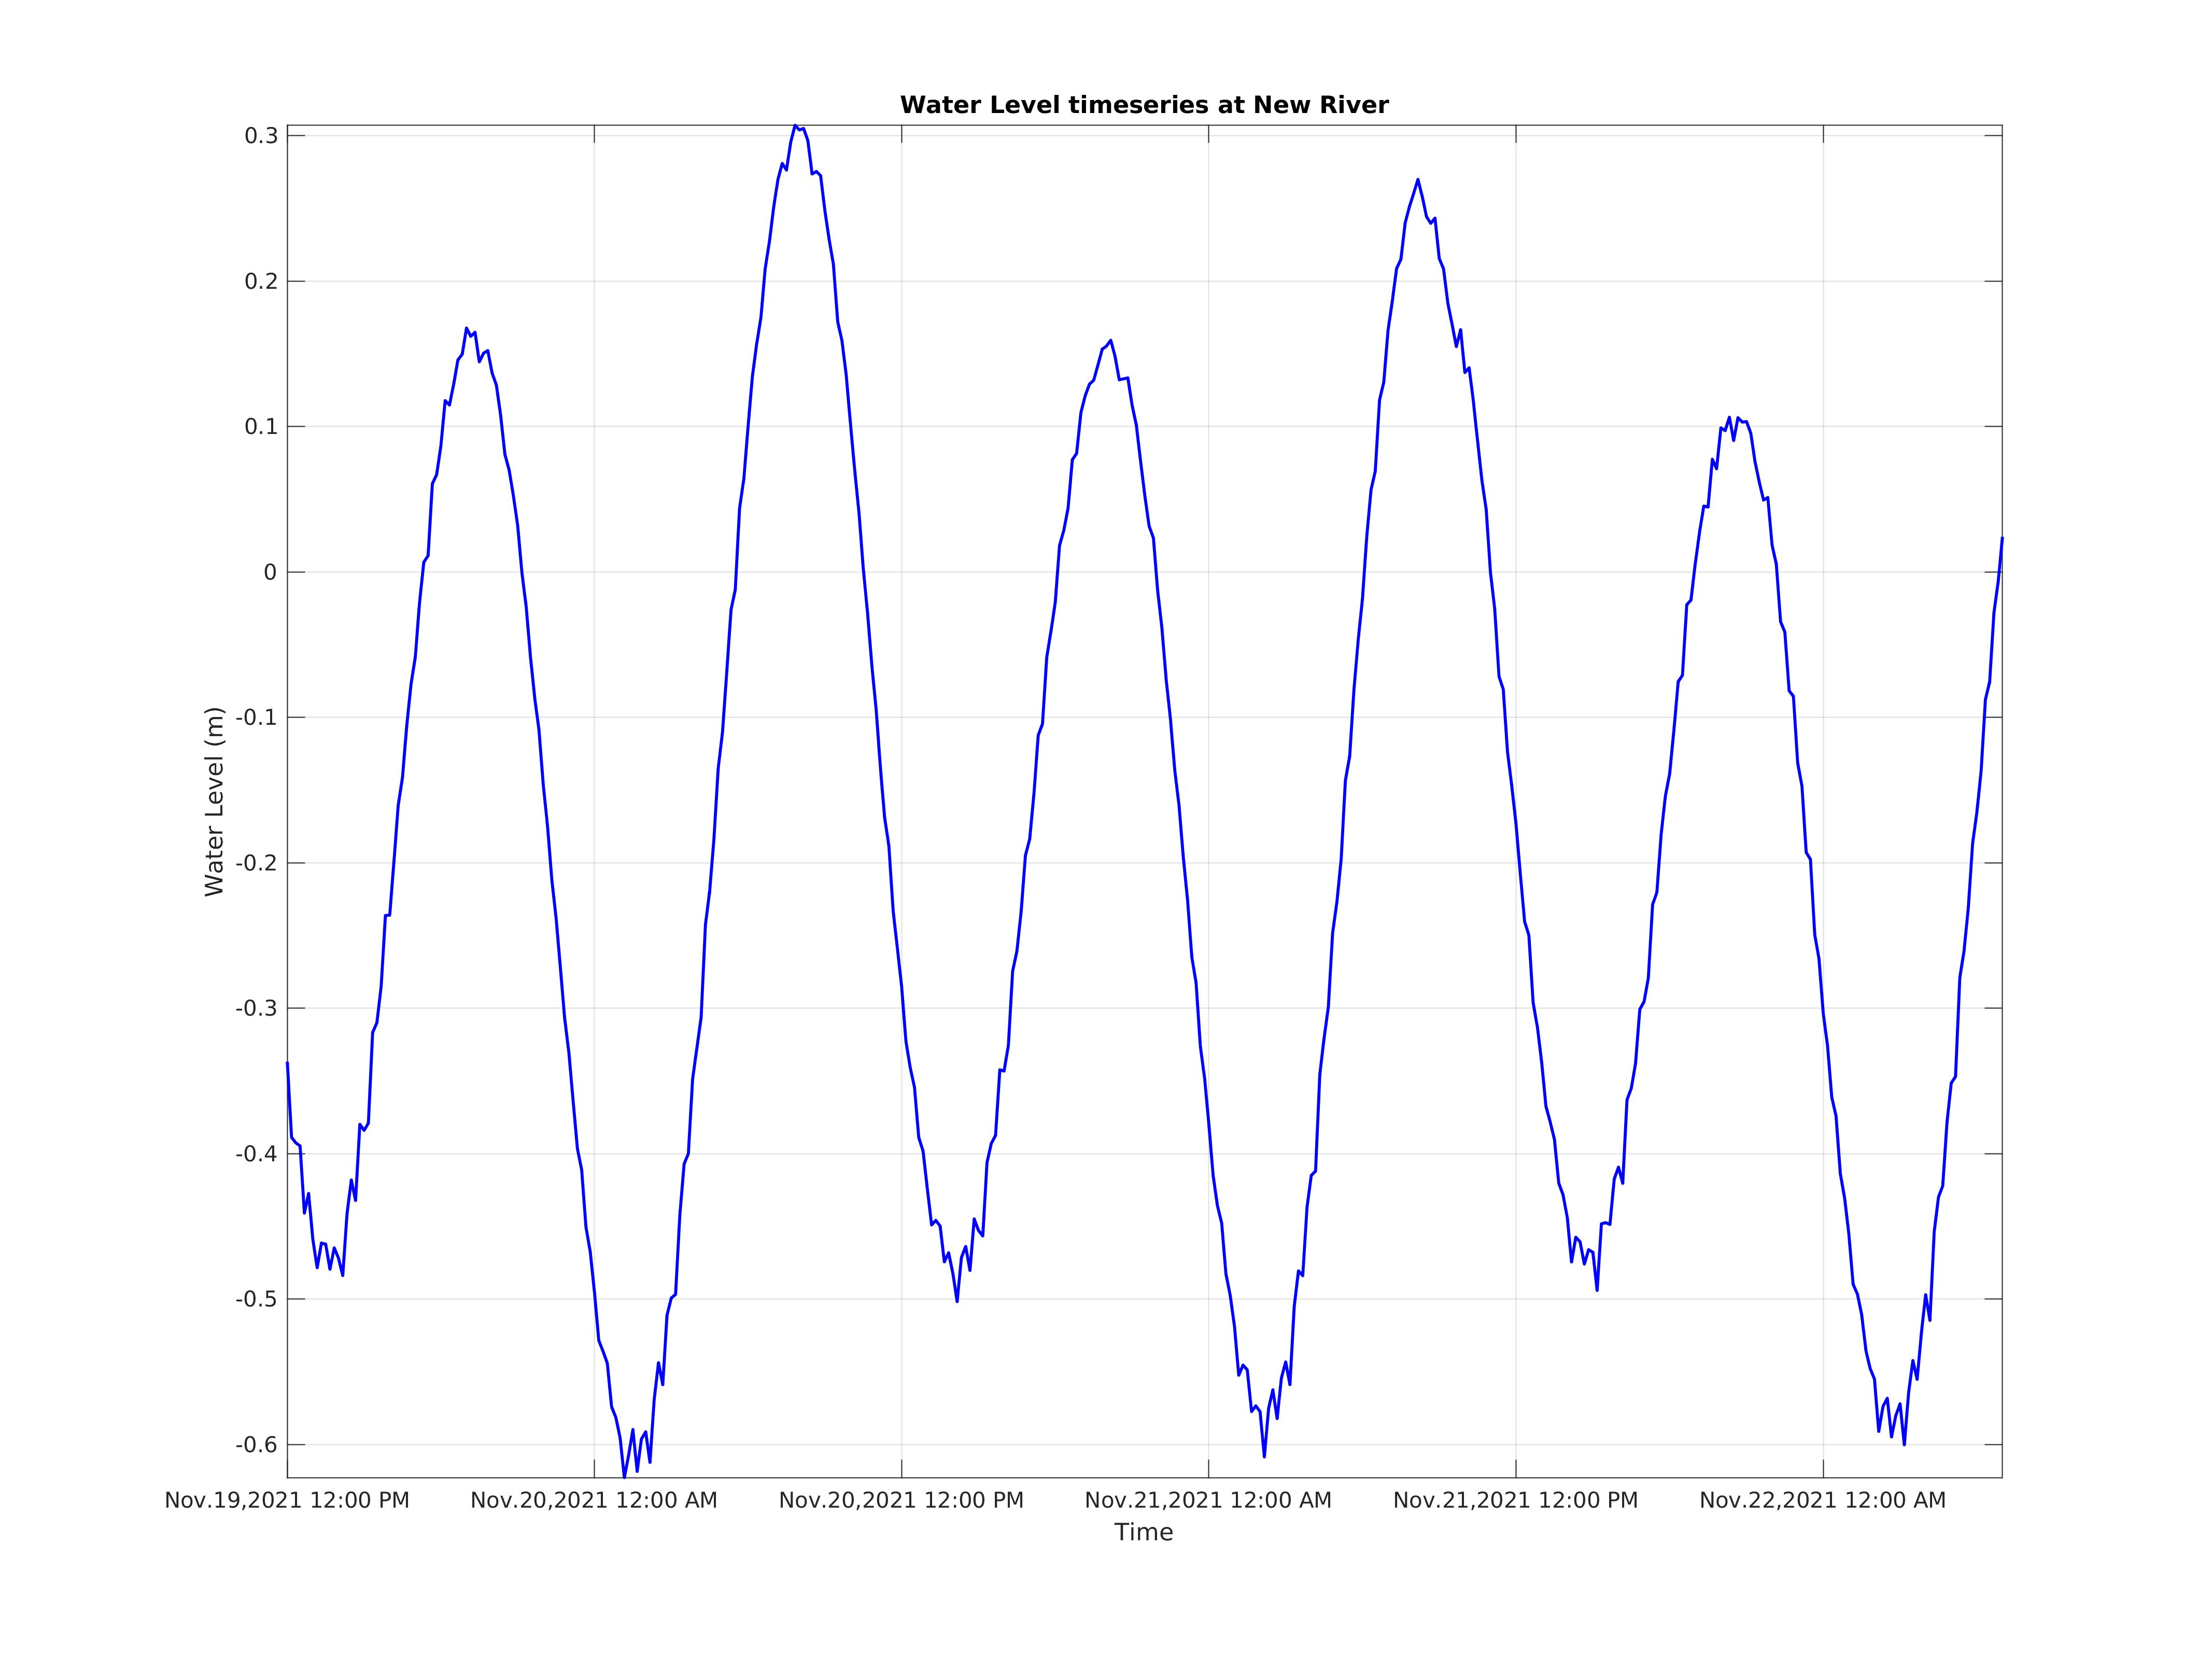 Water Level timeseries at New River
0.3
0.2
0.1
0
-0.1
-0.2
-0.3
-0.4
-0.5
-0.6
Water Level (m)
Nov.19,2021 12:00 PM Nov.20,2021 12:00 AM Nov.20,2021 12:00 PM Nov.21,2021 12:00 AM Nov.21,2021 12:00 PM Nov.22,2021 12:00 AM
Time